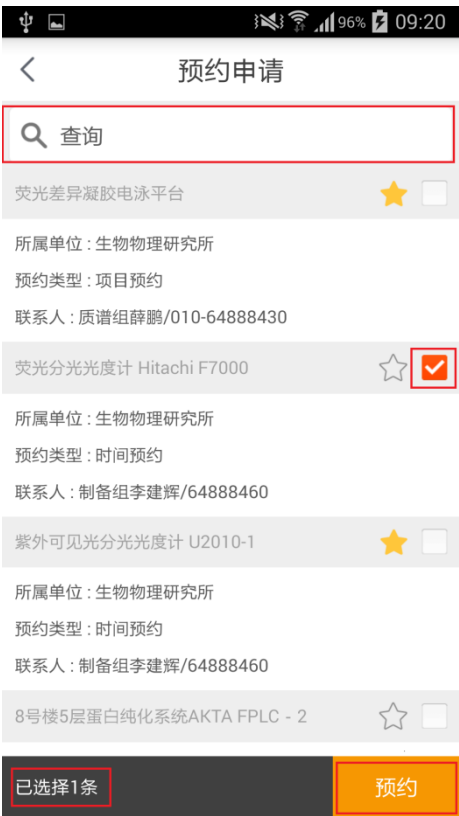 96% 09:20
预约申请
查询
荧光差异凝胶电泳平台
所属单位 : 生物物理研究所
预约类型 : 项目预约
联系人 : 质谱组薛鹏/010-64888430
荧光分光光度计 Hitachi F7000
所属单位 : 生物物理研究所
预约类型 : 时间预约
联系人 : 制备组李建辉/64888460
紫外可见光分光光度计 U2010-1
所属单位 : 生物物理研究所
预约类型 : 时间预约
联系人 : 制备组李建辉/64888460
8号楼5层蛋白纯化系统AKTA FPLC - 2
已选择1条
预约